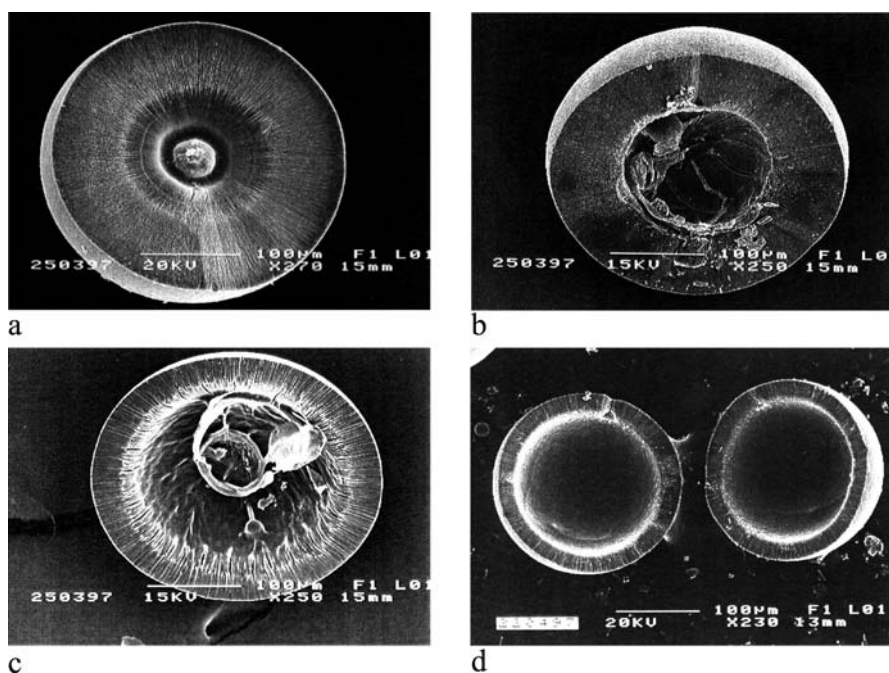 100µm F1 L01
250397 20KV X270 15mm
a
100µm F1 L0
250397 15KV X250 15mm
b
100µm F1 L01
250397 15KV X250 15mm
c
100µm F1 L01
20KV X230 13mm
d